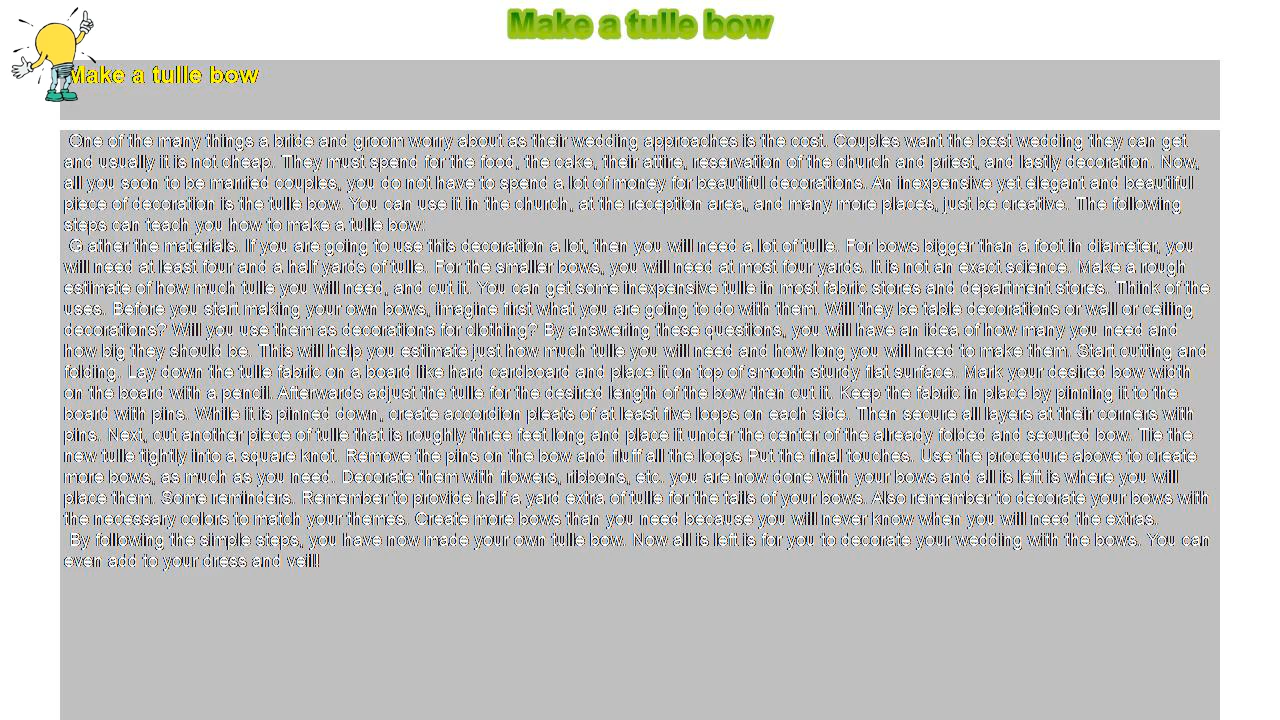 Make a tulle bow
Make a tulle bow
One of the many things a bride and groom worry about as their wedding approaches is the cost. Couples want the best wedding they can get
and usually it is not cheap. They must spend for the food, the cake, their attire, reservation of the church and priest, and lastly decoration. Now,
all you soon to be married couples, you do not have to spend a lot of money for beautiful decorations. An inexpensive yet elegant and beautiful
piece of decoration is the tulle bow. You can use it in the church, at the reception area, and many more places, just be creative. The following
steps can teach you how to make a tulle bow:
G ather the materials. If you are going to use this decoration a lot, then you will need a lot of tulle. For bows bigger than a foot in diameter, you
will need at least four and a half yards of tulle. For the smaller bows, you will need at most four yards. It is not an exact science. Make a rough
estimate of how much tulle you will need, and cut it. You can get some inexpensive tulle in most fabric stores and department stores. Think of the
uses. Before you start making your own bows, imagine first what you are going to do with them. Will they be table decorations or wall or ceiling
decorations? Will you use them as decorations for clothing? By answering these questions, you will have an idea of how many you need and
how big they should be. This will help you estimate just how much tulle you will need and how long you will need to make them. Start cutting and
folding. Lay down the tulle fabric on a board like hard cardboard and place it on top of smooth sturdy flat surface. Mark your desired bow width
on the board with a pencil. Afterwards adjust the tulle for the desired length of the bow then cut it. Keep the fabric in place by pinning it to the
board with pins. While it is pinned down, create accordion pleats of at least five loops on each side. Then secure all layers at their corners with
pins. Next, cut another piece of tulle that is roughly three feet long and place it under the center of the already folded and secured bow. Tie the
new tulle tightly into a square knot. Remove the pins on the bow and fluff all the loops Put the final touches. Use the procedure above to create
more bows, as much as you need. Decorate them with flowers, ribbons, etc. you are now done with your bows and all is left is where you will
place them. Some reminders. Remember to provide half a yard extra of tulle for the tails of your bows. Also remember to decorate your bows with
the necessary colors to match your themes. Create more bows than you need because you will never know when you will need the extras.
By following the simple steps, you have now made your own tulle bow. Now all is left is for you to decorate your wedding with the bows. You can
even add to your dress and veil!